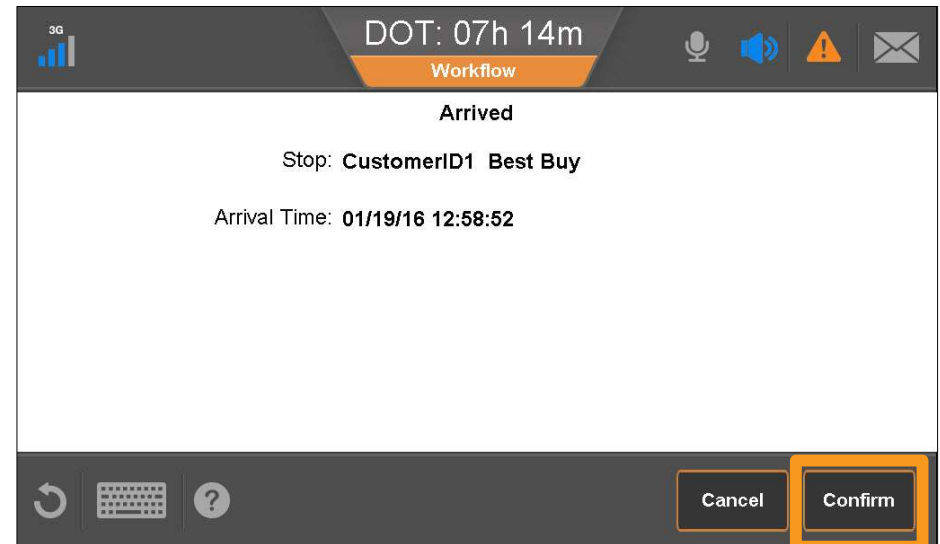 3G
DOT: 07h 14m
Workflow
Arrived
Stop: CustomerID1 Best Buy
Arrival Time: 01/19/16 12:58:52
?
Cancel
Confirm